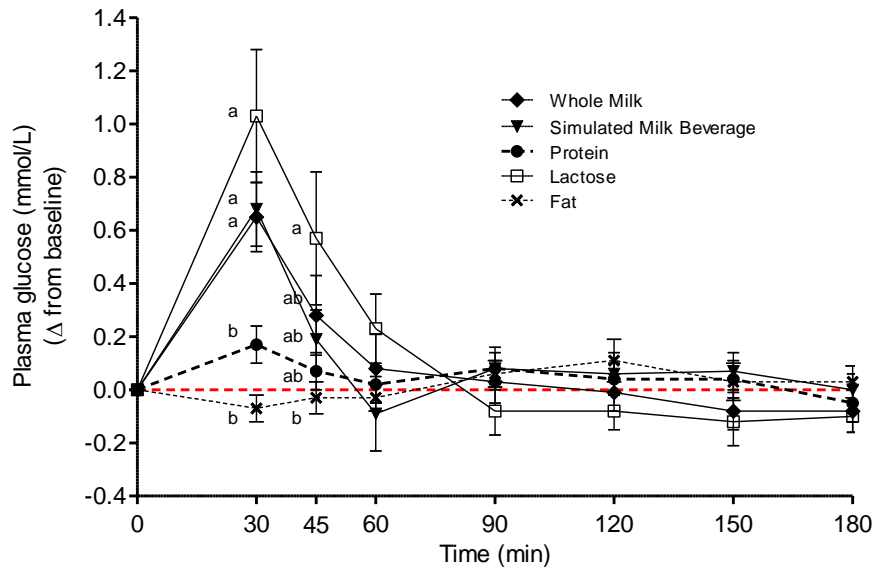 1.4
1.2
1.0
0.8
0.6
0.4
0.2
0.0
-0.2
-0.4
Plasma glucose (mmol/L)
(Δ from baseline)
Whole Milk
Simulated Milk Beverage
Protein
Lactose
Fat
a
a
a
a
ab
ab
b
ab
b
b
0
30
45
60
90
120
150
180
Time (min)